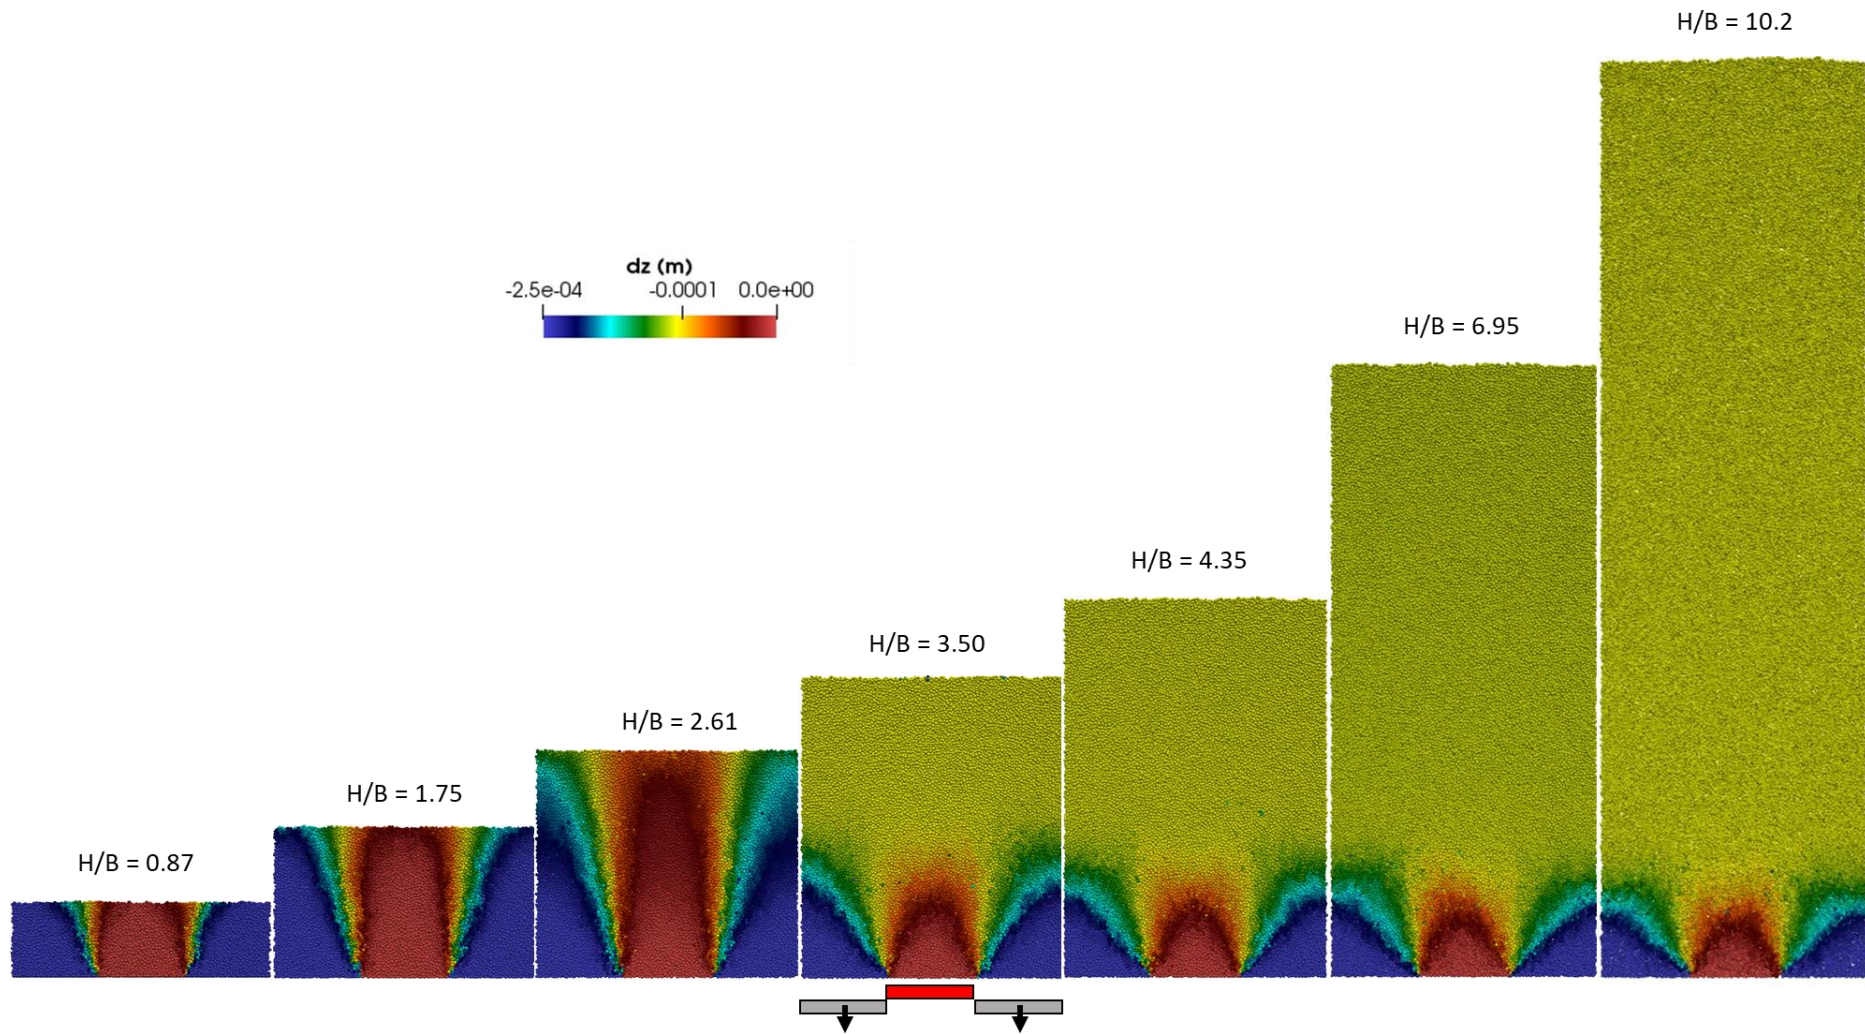 H/B = 10.2
dz (m)
-2.5e-04 -0.0001 0.0e+00
H/B = 6.95
H/B = 4.35
H/B = 3.50
H/B = 2.61
H/B = 1.75
H/B = 0.87